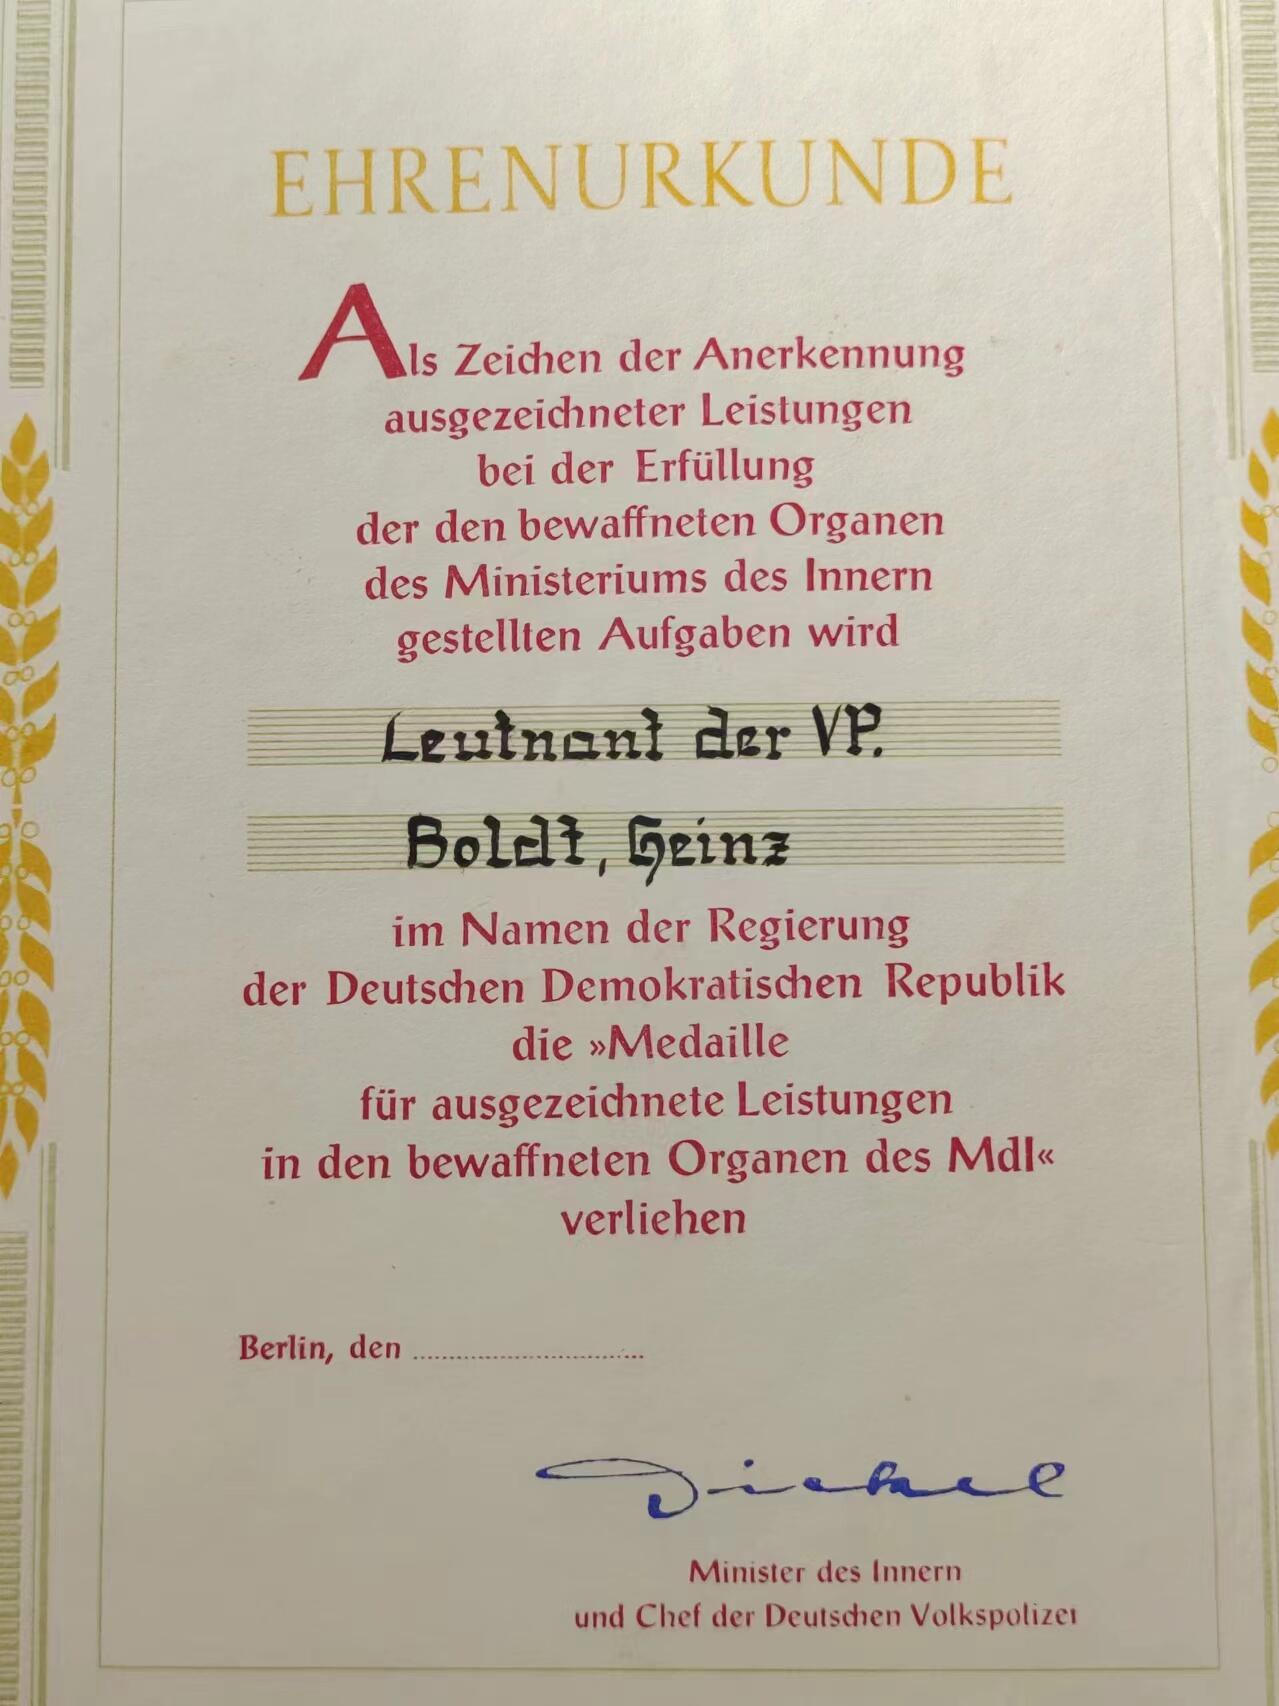 EHRENURKUNDE
Als Zeichen der Anerkennung
ausgezeichneter Leistungen
bei der Erfüllung
der den bewaffneten Organen
des Ministeriums des Innern
gestellten Aufgaben wird
Leutnant der VP.
Boldt, Heinz
im Namen der Regierung
der Deutschen Demokratischen Republik
die »Medaille
für ausgezeichnete Leistungen
in den bewaffneten Organen des MdI«
verliehen
Berlin, den ................................
Dickel
Minister des Innern
und Chef der Deutschen Volkspolizei